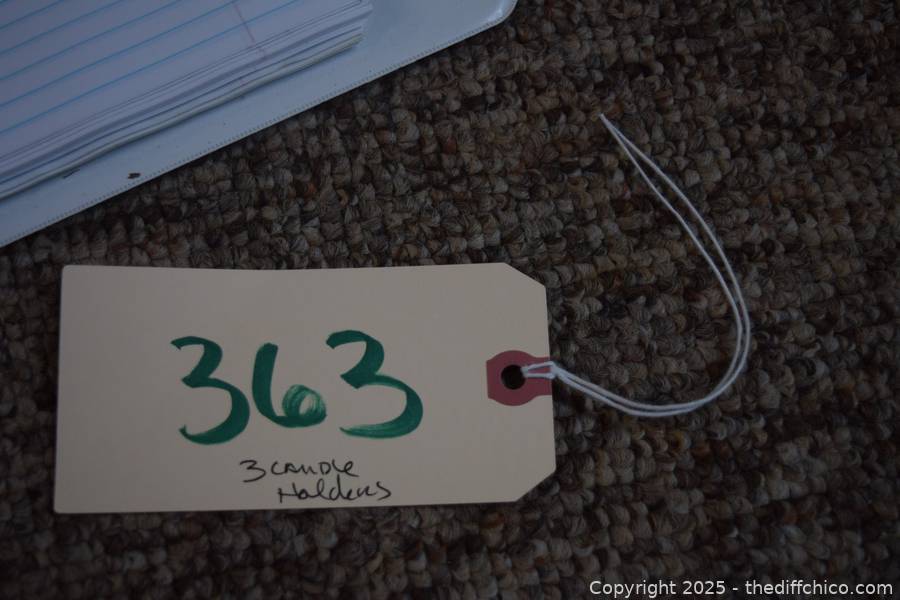 363
3 candle
Holders
Copyright 2025 - thediffchico.com